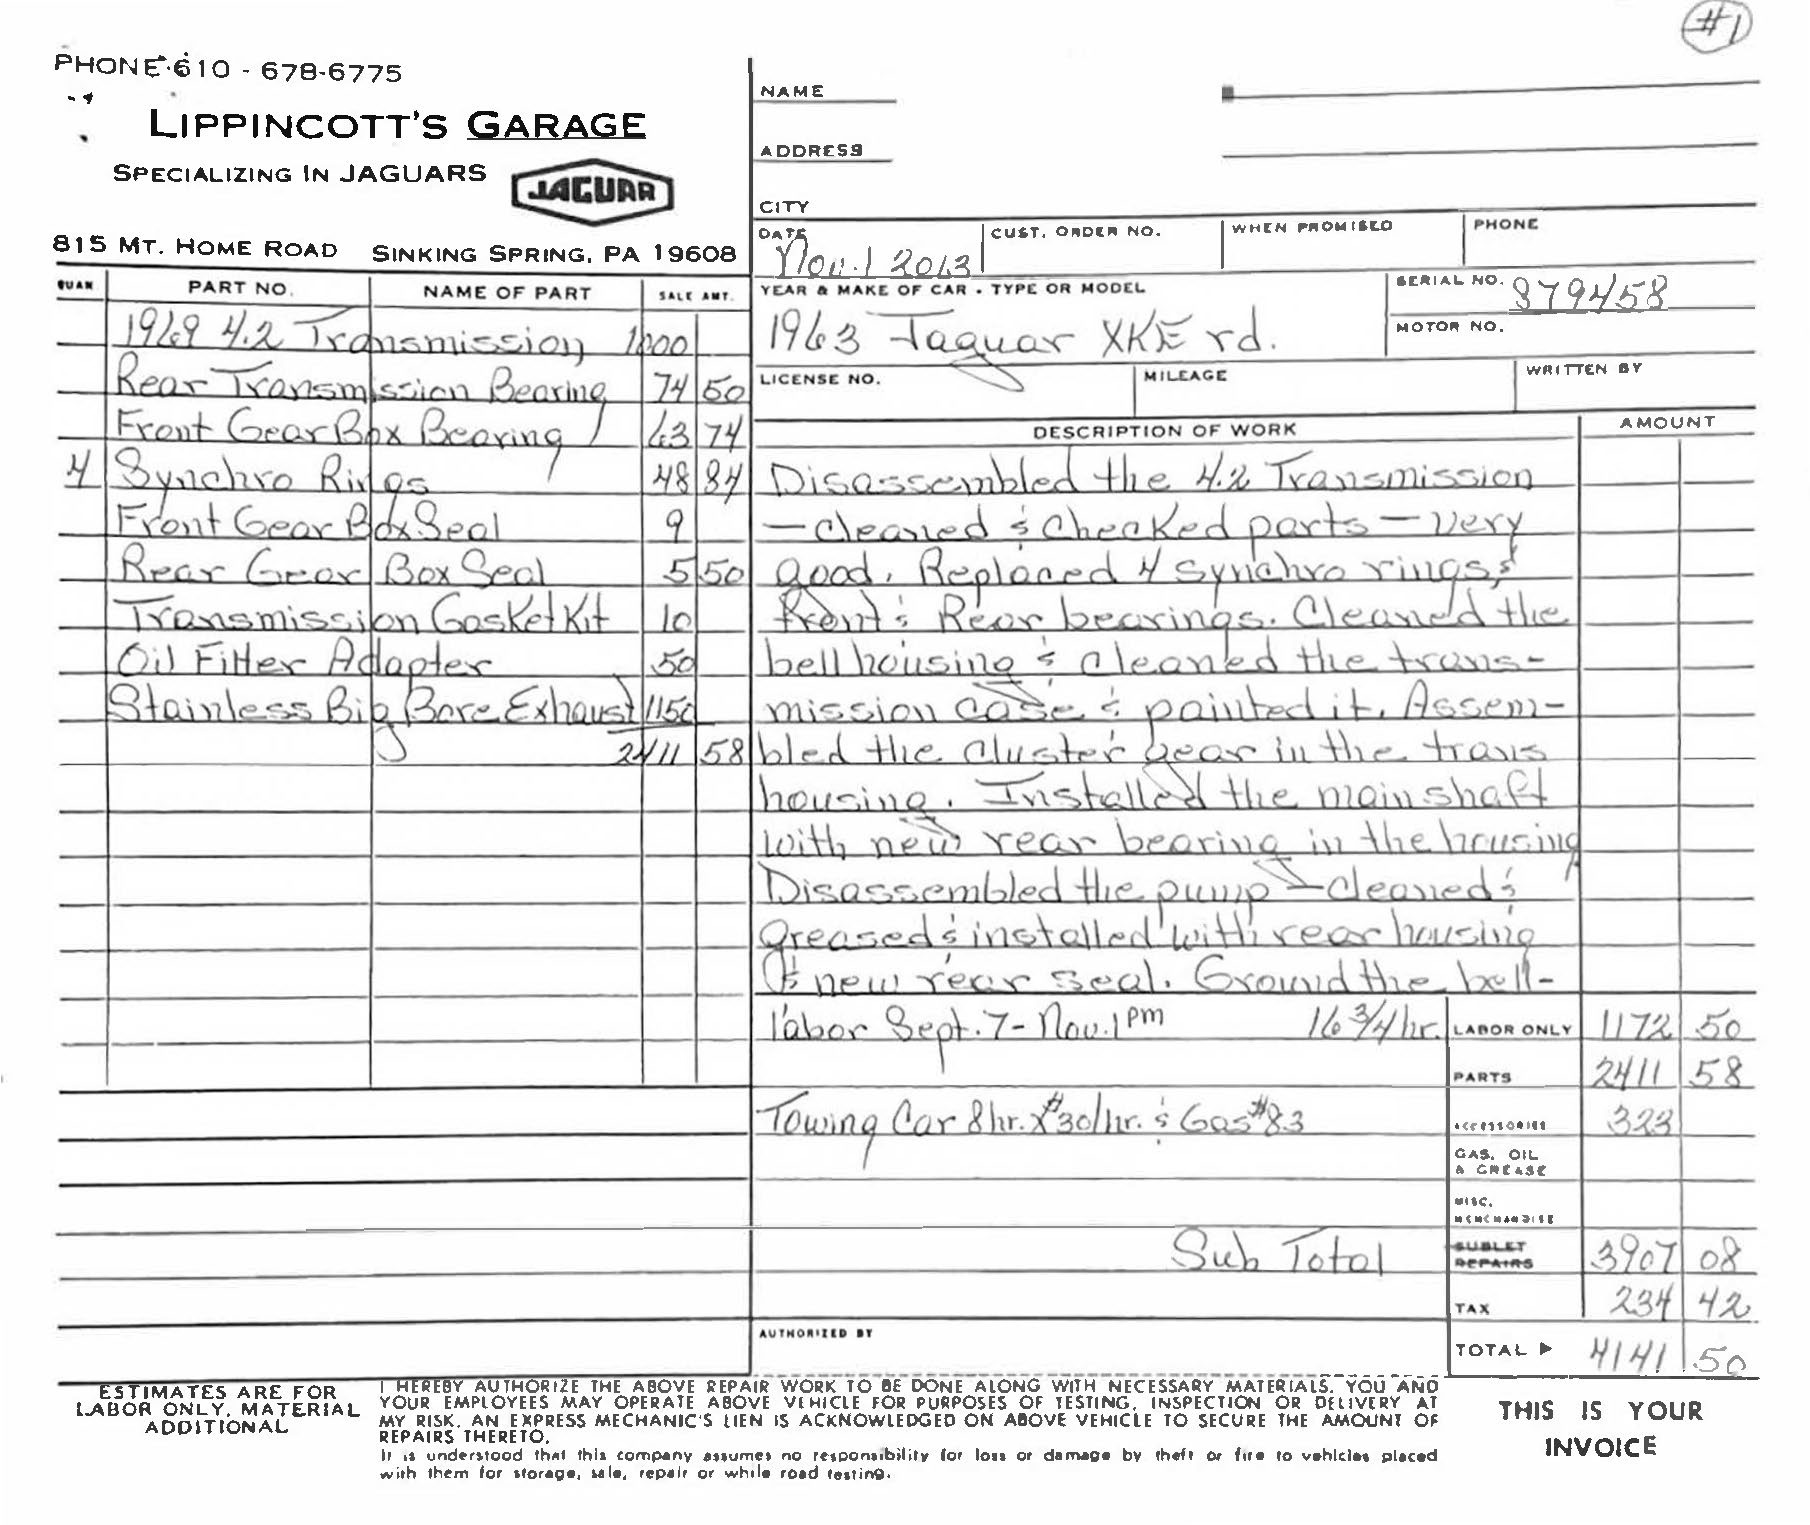 #1
PHONE 610 - 678-6775
LIPPINCOTT'S GARAGE
SPECIALIZING IN JAGUARS
JAGUAR
815 MT. HOME ROAD SINKING SPRING, PA 19608
NAME
ADDRESS
CITY
DATE Nov. 1 2013
CUST. ORDER NO.
WHEN PROMISED
PHONE
YEAR & MAKE OF CAR - TYPE OR MODEL
1963 Jaguar XKE rd.
SERIAL NO. 879458
MOTOR NO.
LICENSE NO.
MILEAGE
WRITTEN BY
QUAN PART NO. NAME OF PART SALE AMT.
1969 4.2 Transmission 1000
Rear Transmission Bearing 74 50
Front Gear Box Bearing 63 74
4 Synchro Rings 48 84
Front Gear Box Seal 9
Rear Gear Box Seal 5 50
Transmission Gasket Kit 10
Oil Filter Adapter 50
Stainless Big Bore Exhaust 1150
2411 58
DESCRIPTION OF WORK AMOUNT
Disassembled the 4.2 Transmission
- cleaned & checked parts - very
good. Replaced 4 synchro rings &
front & Rear bearings. Cleaned the
bell housing & cleaned the trans-
mission case & painted it. Assem-
bled the cluster gear in the trans
housing. Installed the mainshaft
with new rear bearing in the housing
Disassembled the pump - cleaned &
greased & installed with rear housing
& new rear seal. Ground the bell-
labor Sept. 7 - Nov. 1 pm 16 3/4 hr. LABOR ONLY 1172 50
PARTS 2411 58
Towing Car 8 hr. x $30/hr. & Gas $83 ACCESSORIES 323
GAS, OIL & GREASE
MISC. MERCHANDISE
Sub Total SUBLET REPAIRS 3907 08
TAX 234 42
AUTHORIZED BY
TOTAL ▶ 4141 50
ESTIMATES ARE FOR
LABOR ONLY, MATERIAL
ADDITIONAL
I HEREBY AUTHORIZE THE ABOVE REPAIR WORK TO BE DONE ALONG WITH NECESSARY MATERIALS. YOU AND
YOUR EMPLOYEES MAY OPERATE ABOVE VEHICLE FOR PURPOSES OF TESTING, INSPECTION OR DELIVERY AT
MY RISK. AN EXPRESS MECHANIC'S LIEN IS ACKNOWLEDGED ON ABOVE VEHICLE TO SECURE THE AMOUNT OF
REPAIRS THERETO.
It is understood that this company assumes no responsibility for loss or damage by theft or fire to vehicles placed
with them for storage, sale, repair or while road testing.
THIS IS YOUR
INVOICE